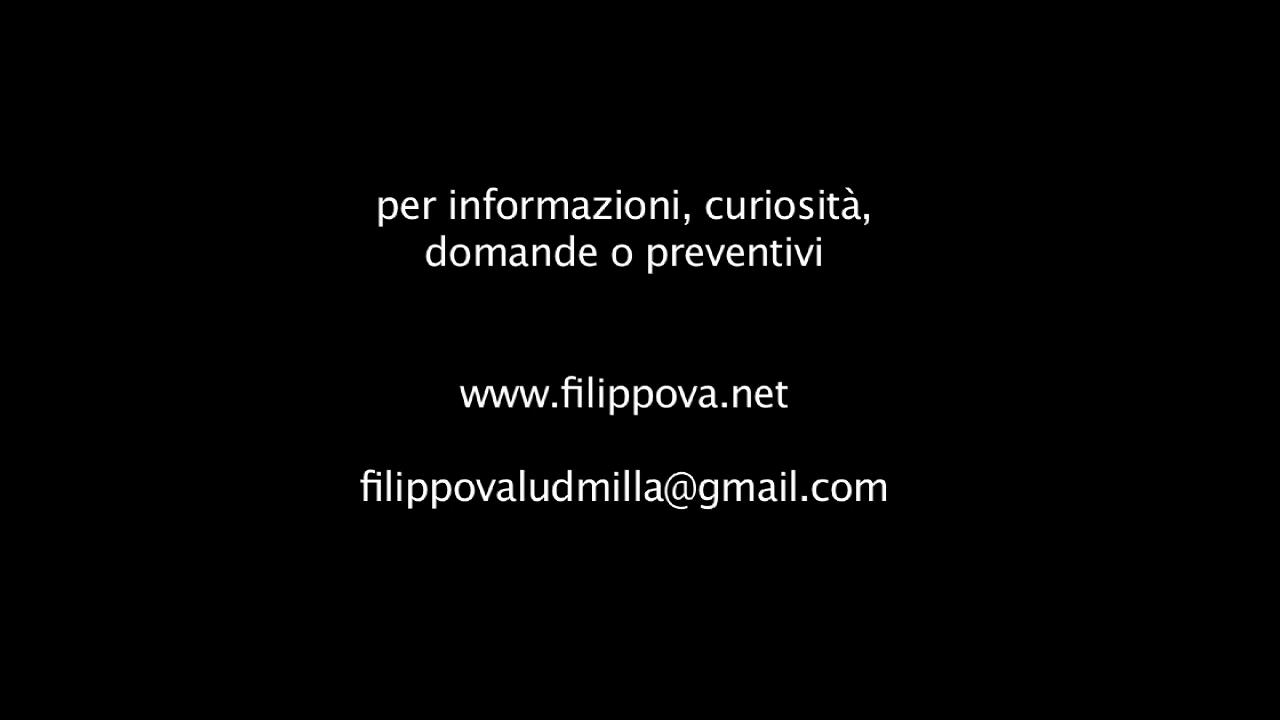 per informazioni, curiosità,
domande o preventivi
www.filippova.net
filippovaludmilla@gmail.com